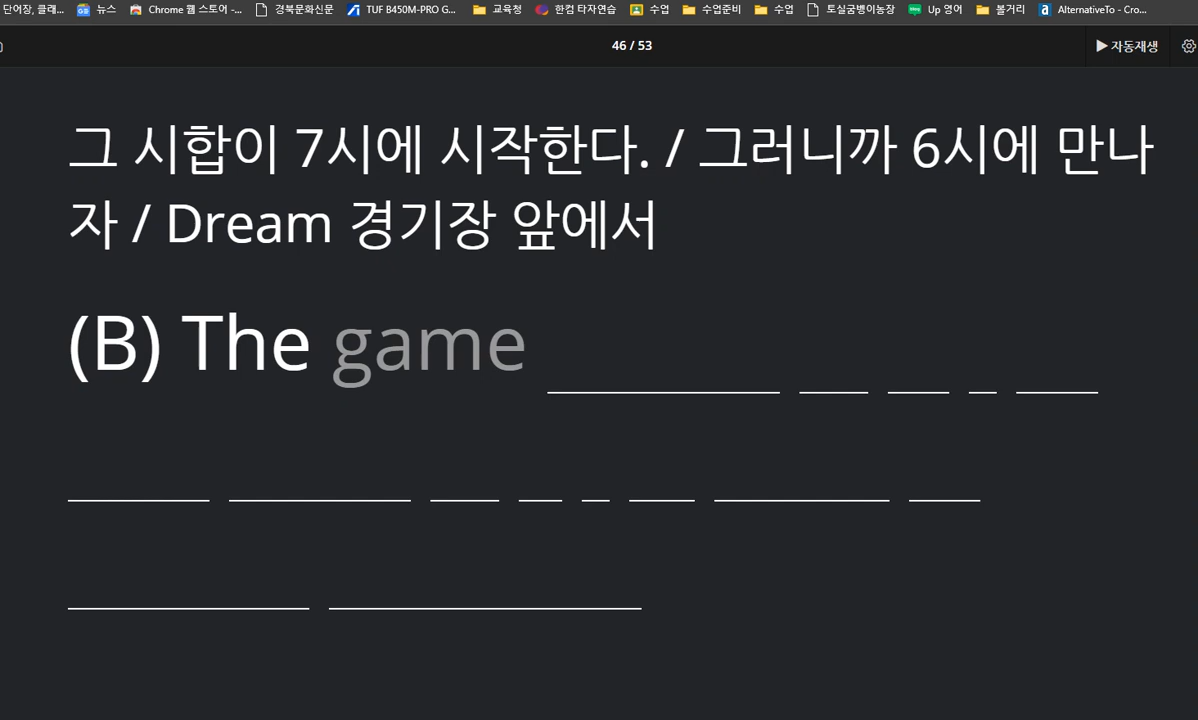 단어장, 클래... 뉴스 Chrome 웹 스토어 -... 경북문화신문 TUF B450M-PRO G... 교육청 한컴 타자연습 수업 수업준비 수업 토실굼벵이농장 Up 영어 볼거리 AlternativeTo - Cro...
46 / 53 ▶ 자동재생
그 시합이 7시에 시작한다. / 그러니까 6시에 만나
자 / Dream 경기장 앞에서
(B) The game